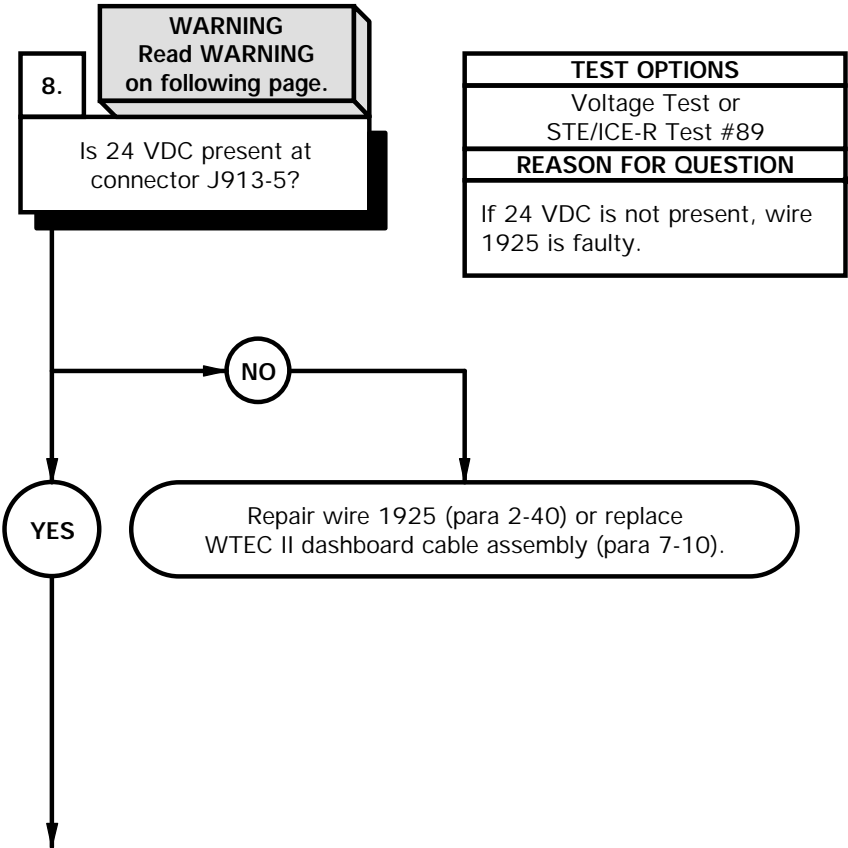 WARNING
Read WARNING
on following page.
8.
Is 24 VDC present at
connector J913-5?
TEST OPTIONS
Voltage Test or
STE/ICE-R Test #89
REASON FOR QUESTION
If 24 VDC is not present, wire
1925 is faulty.
NO
YES
Repair wire 1925 (para 2-40) or replace
WTEC II dashboard cable assembly (para 7-10).